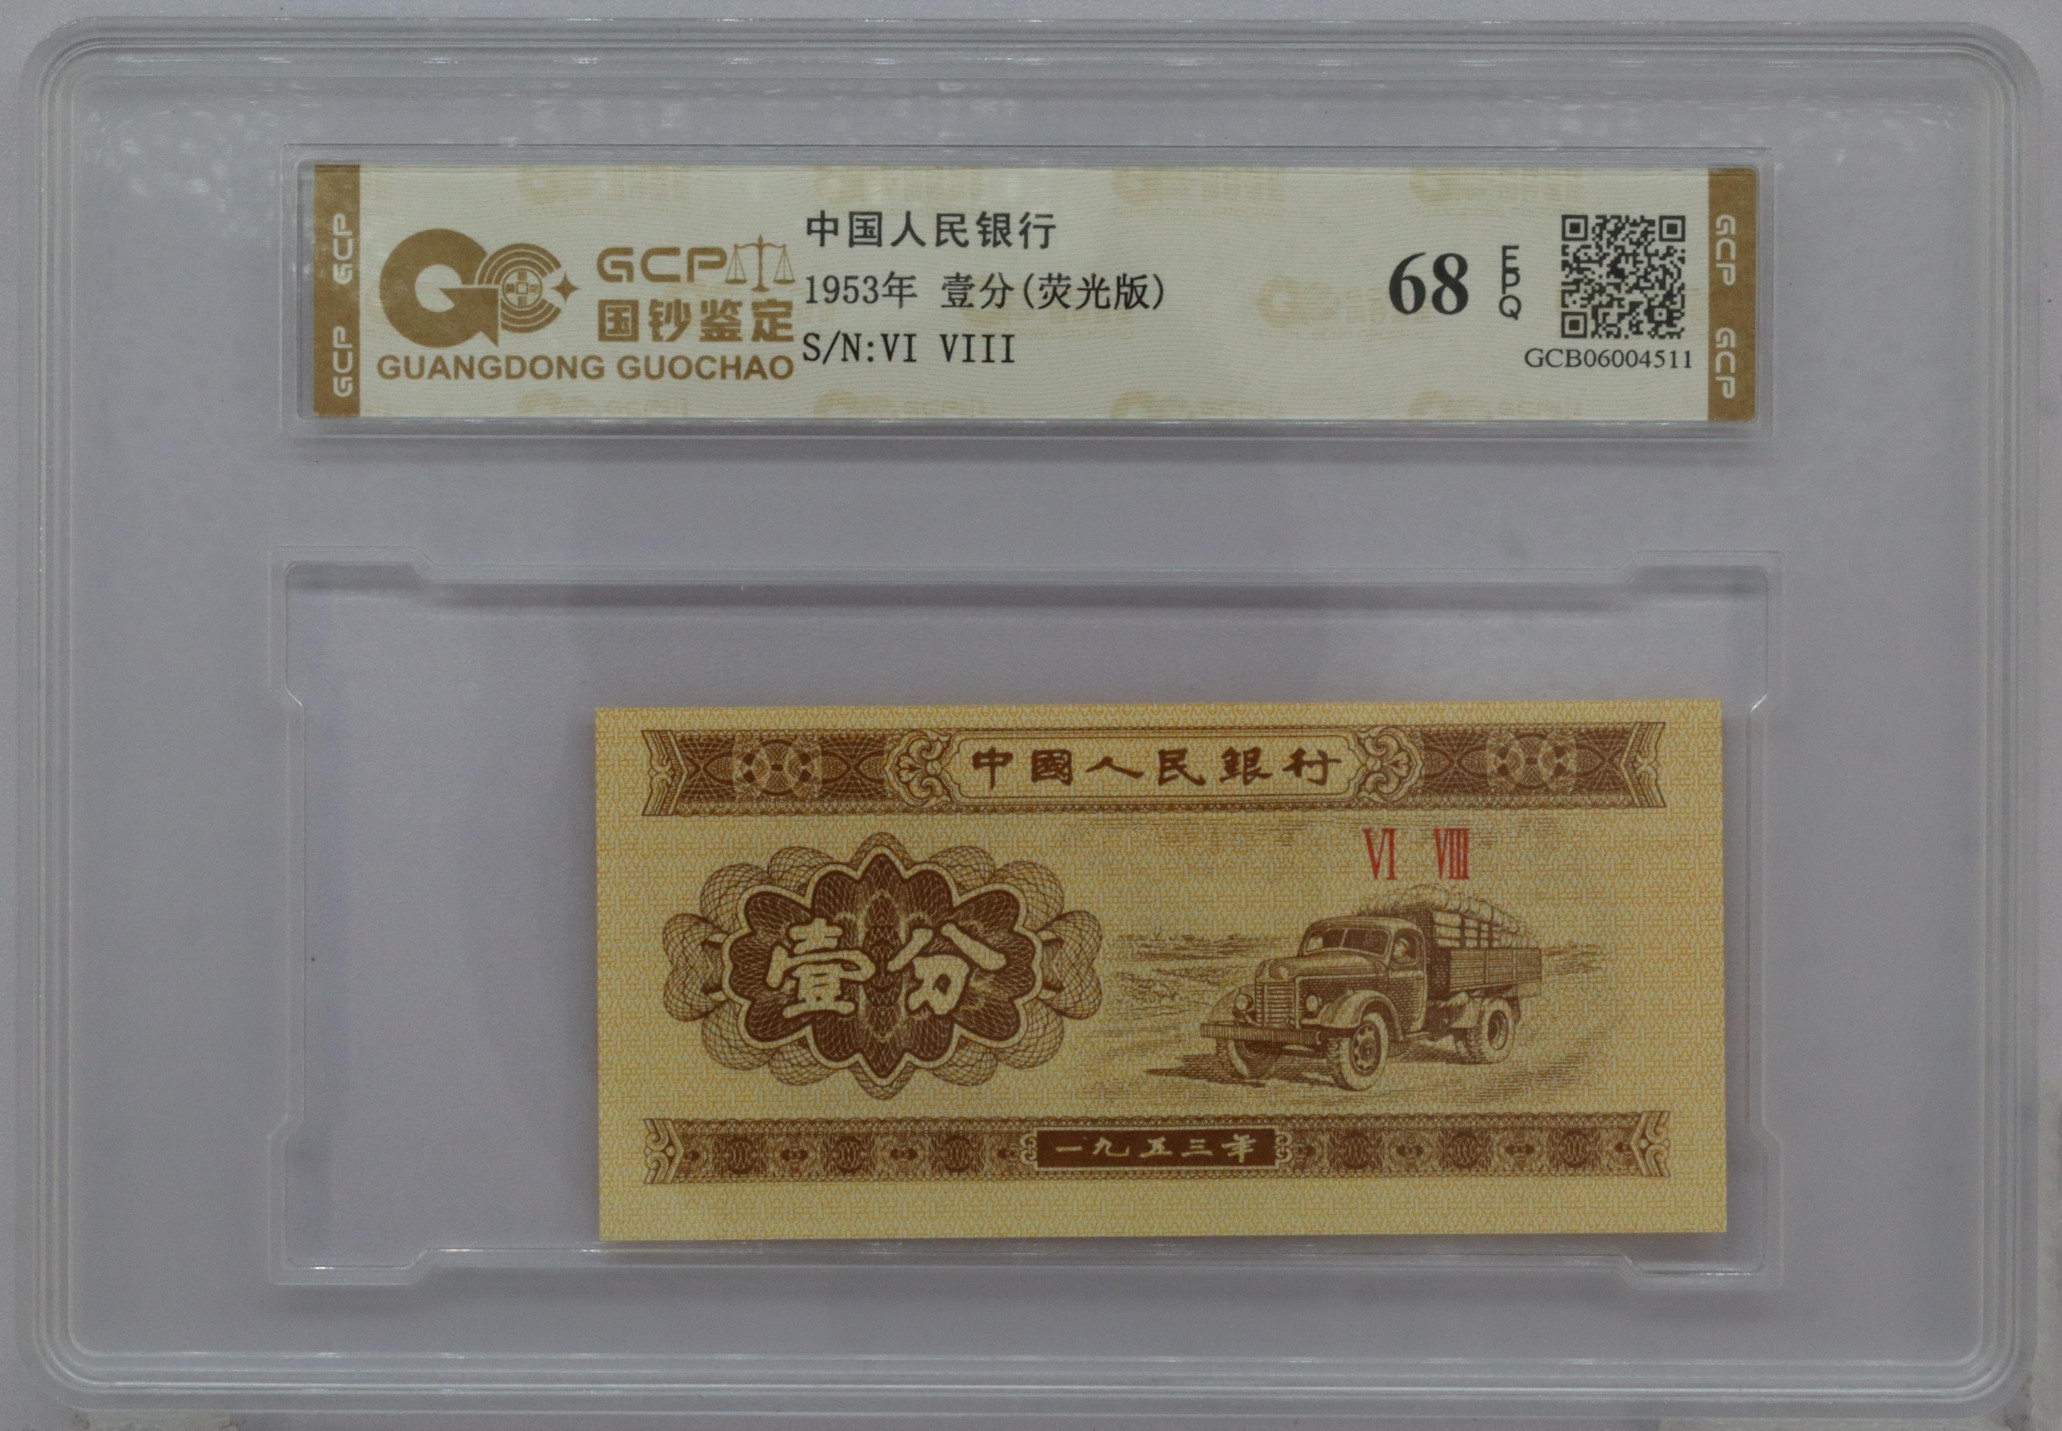 GCP GCP
GCP
国钞鉴定
GUANGDONG GUOCHAO
中国人民银行
1953年 壹分(荧光版)
S/N:VI VIII
68 EPQ
GCB06004511
GCP GCP
中國人民銀行
VI VIII
壹分
一九五三年